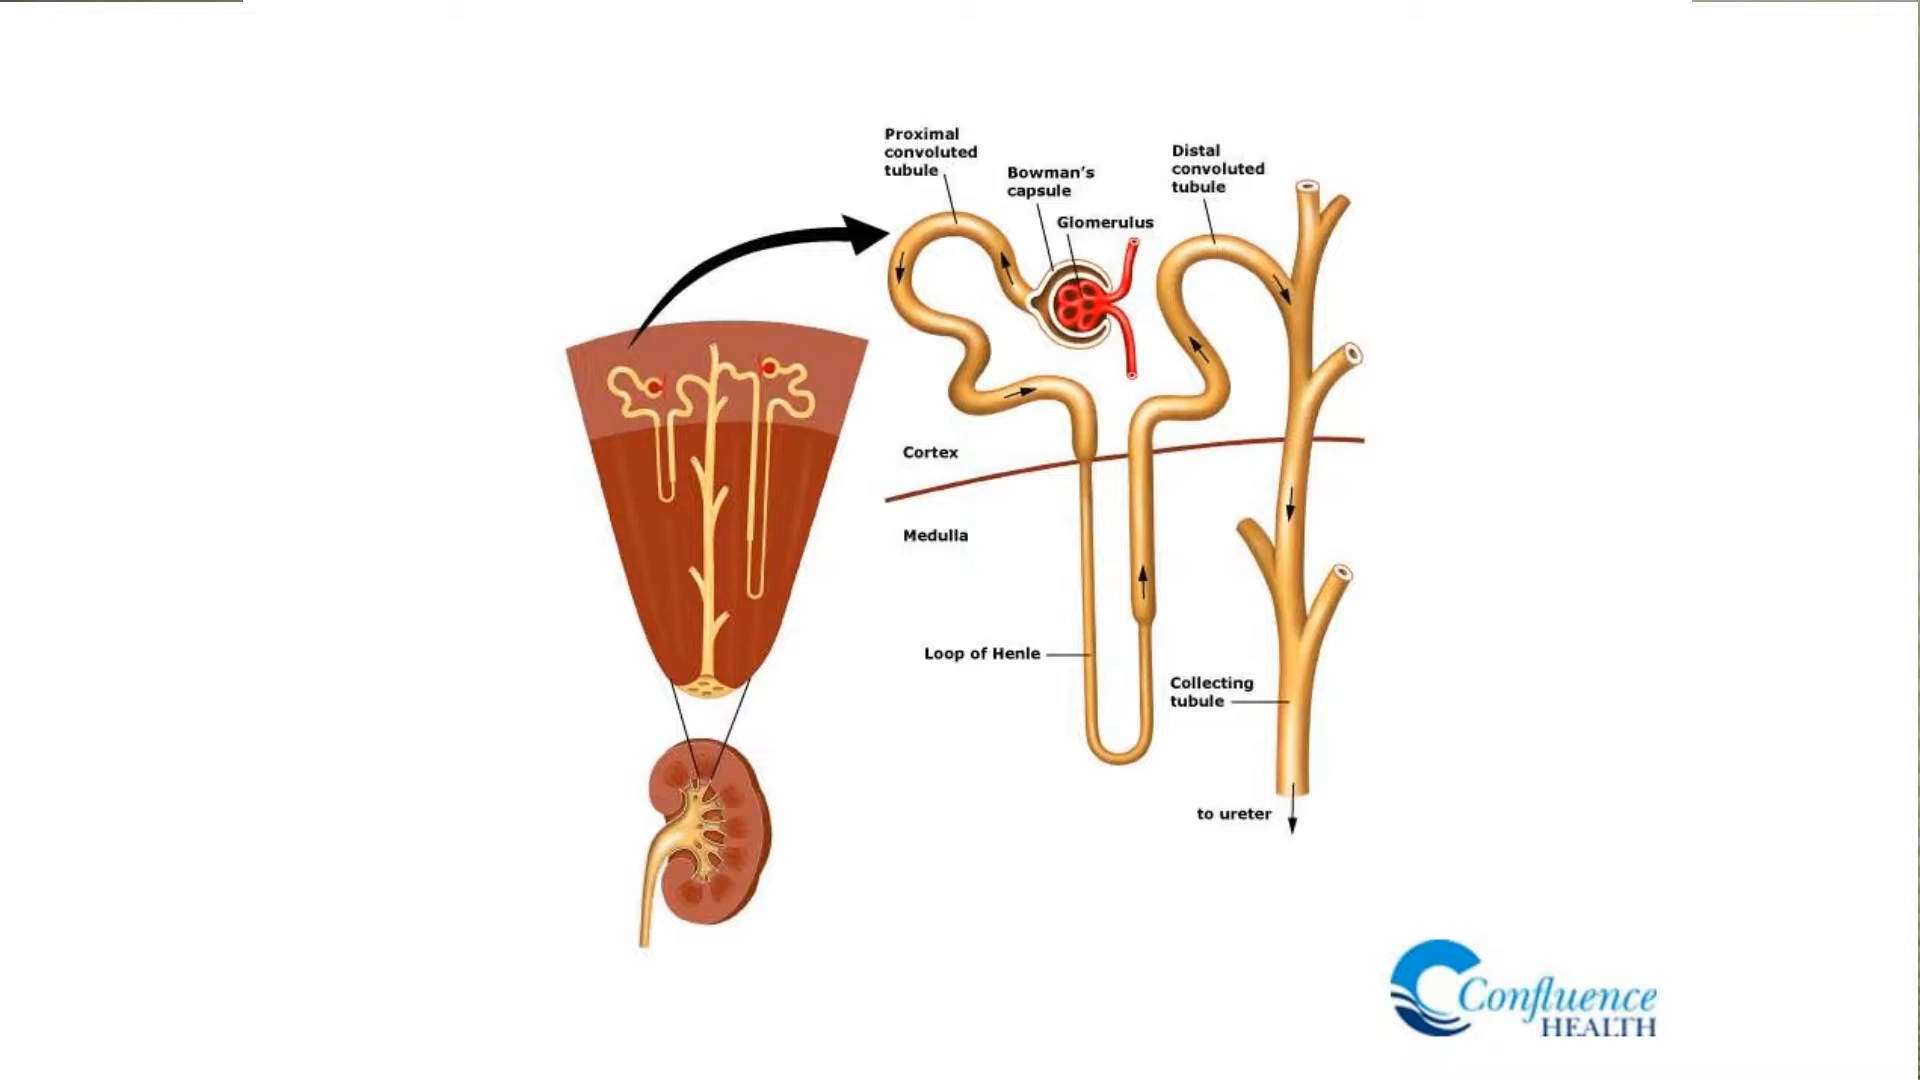 Proximal
convoluted
tubule
Bowman's
capsule
Glomerulus
Distal
convoluted
tubule
Cortex
Medulla
Loop of Henle
Collecting
tubule
to ureter
Confluence
HEALTH